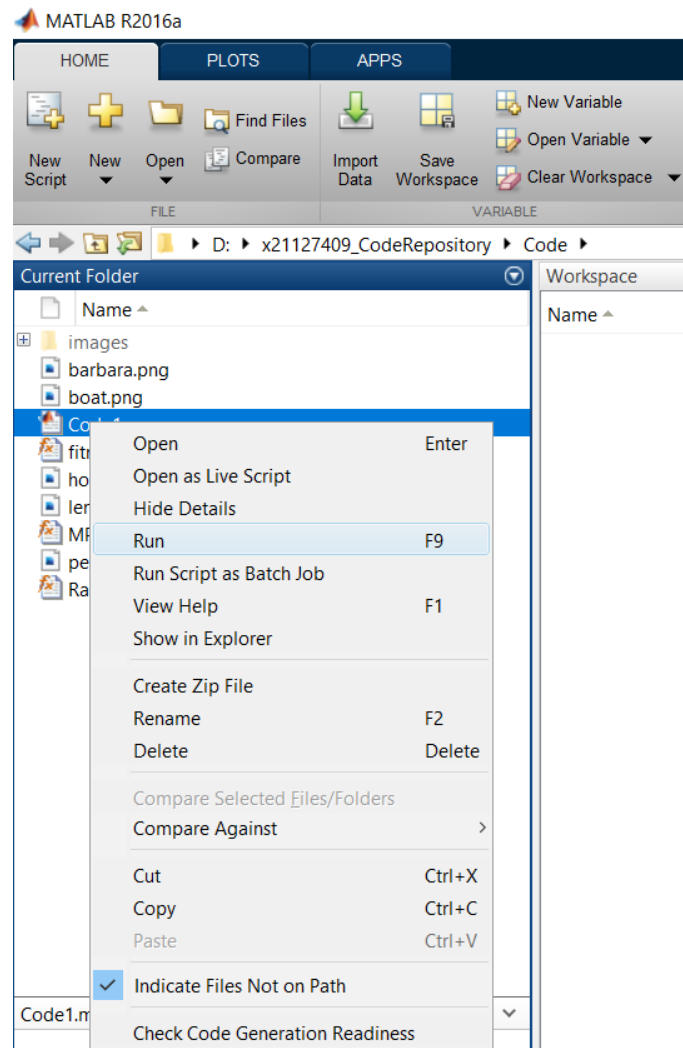 MATLAB R2016a
HOME PLOTS APPS
New Script
New
Open
Find Files
Compare
Import Data
Save Workspace
New Variable
Open Variable
Clear Workspace
FILE VARIABLE
D: x21127409_CodeRepository Code
Current Folder
Workspace
Name
Name
images
barbara.png
boat.png
Open Enter
Open as Live Script
Hide Details
Run F9
Run Script as Batch Job
View Help F1
Show in Explorer
Create Zip File
Rename F2
Delete Delete
Compare Selected Files/Folders
Compare Against
Cut Ctrl+X
Copy Ctrl+C
Paste Ctrl+V
Indicate Files Not on Path
Code1.m
Check Code Generation Readiness